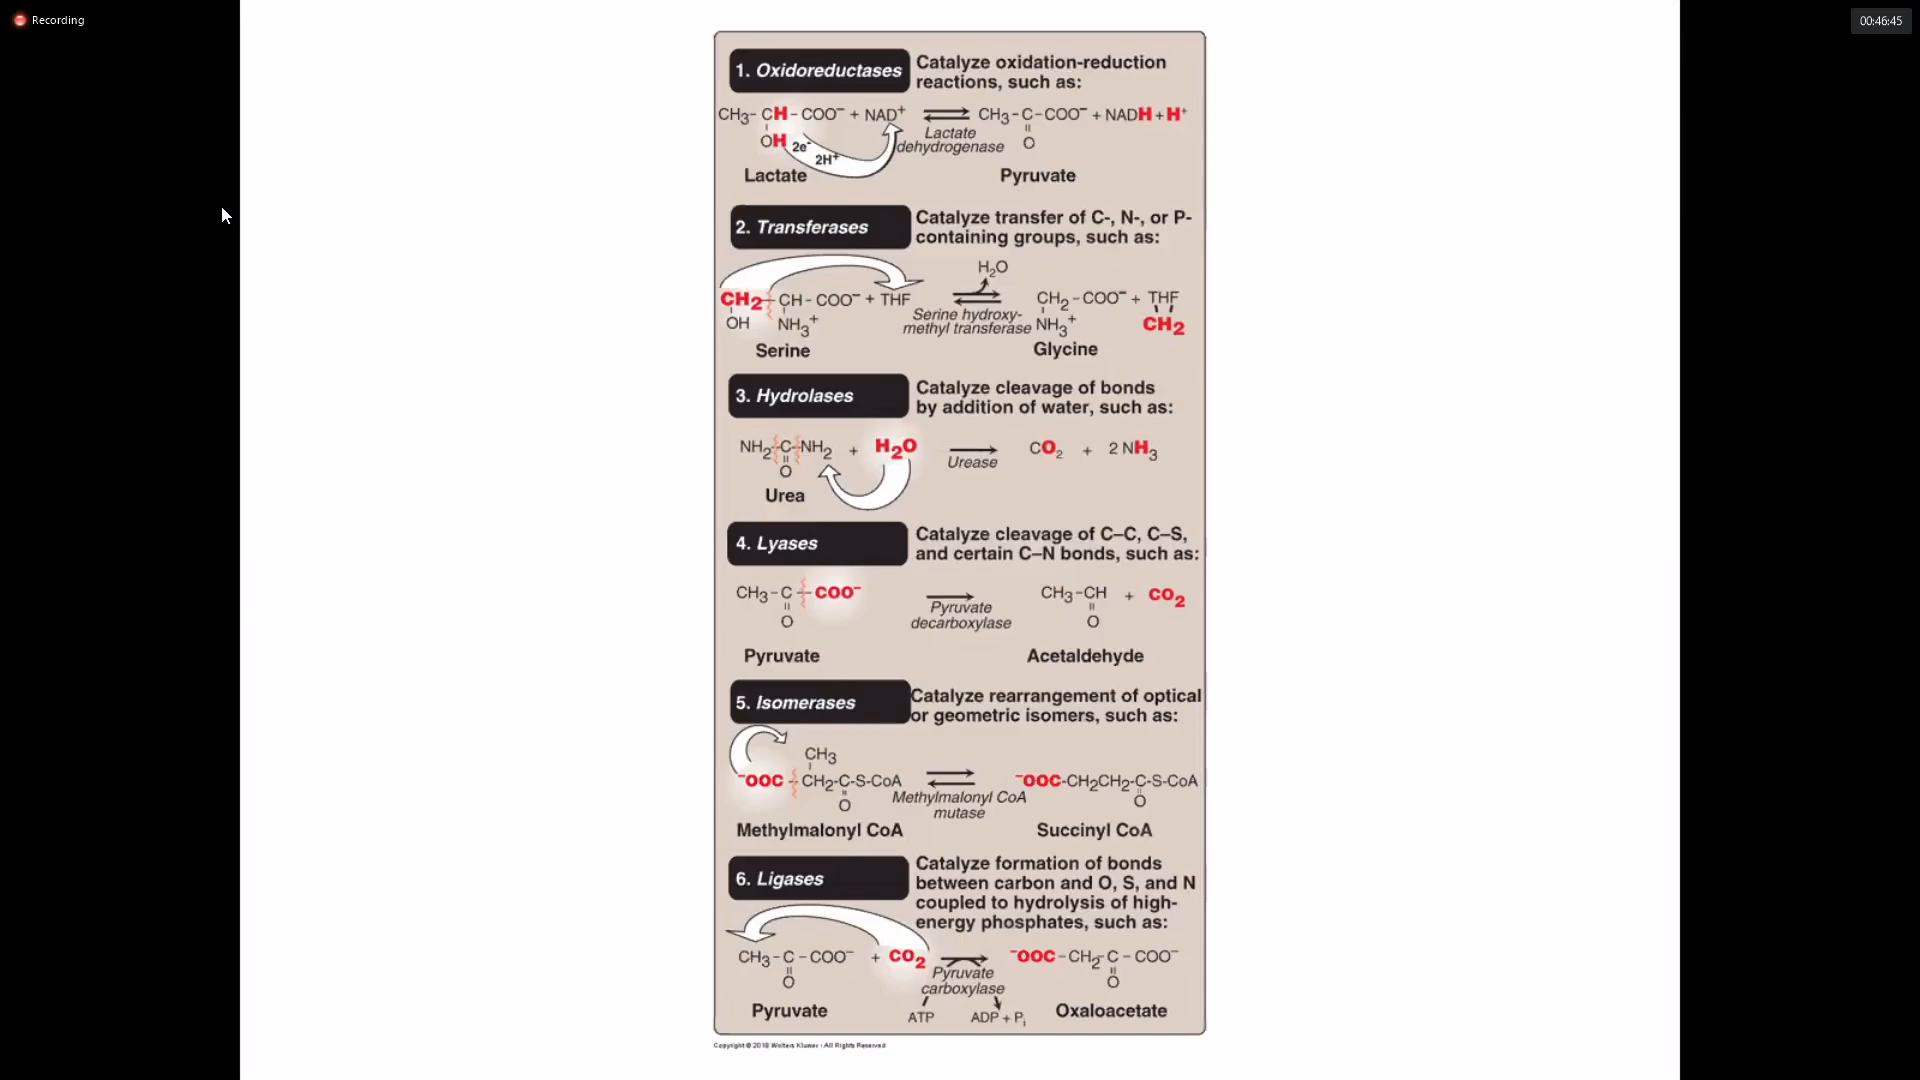 Recording
00:46:45
1. Oxidoreductases
Catalyze oxidation-reduction
reactions, such as:
CH3- CH - COO⁻ + NAD⁺
CH3-C-COO⁻ + NADH + H⁺
OH
2e⁻
2H⁺
Lactate
dehydrogenase
O
Lactate
Pyruvate
2. Transferases
Catalyze transfer of C-, N-, or P-
containing groups, such as:
H2O
CH2 - CH - COO⁻ + THF
CH2 - COO⁻ + THF
OH
NH3⁺
Serine hydroxy-
methyl transferase
NH3⁺
CH2
Serine
Glycine
3. Hydrolases
Catalyze cleavage of bonds
by addition of water, such as:
NH2-C-NH2 + H2O
CO2 + 2 NH3
O
Urease
Urea
4. Lyases
Catalyze cleavage of C–C, C–S,
and certain C–N bonds, such as:
CH3-C-COO⁻
CH3-CH + CO2
O
Pyruvate
decarboxylase
O
Pyruvate
Acetaldehyde
5. Isomerases
Catalyze rearrangement of optical
or geometric isomers, such as:
CH3
⁻OOC-CH2-C-S-CoA
⁻OOC-CH2CH2-C-S-CoA
O
Methylmalonyl CoA
mutase
O
Methylmalonyl CoA
Succinyl CoA
6. Ligases
Catalyze formation of bonds
between carbon and O, S, and N
coupled to hydrolysis of high-
energy phosphates, such as:
CH3-C-COO⁻ + CO2
⁻OOC-CH2-C-COO⁻
O
Pyruvate
carboxylase
O
Pyruvate
ATP
ADP + Pi
Oxaloacetate
Copyright © 2018 Wolters Kluwer · All Rights Reserved